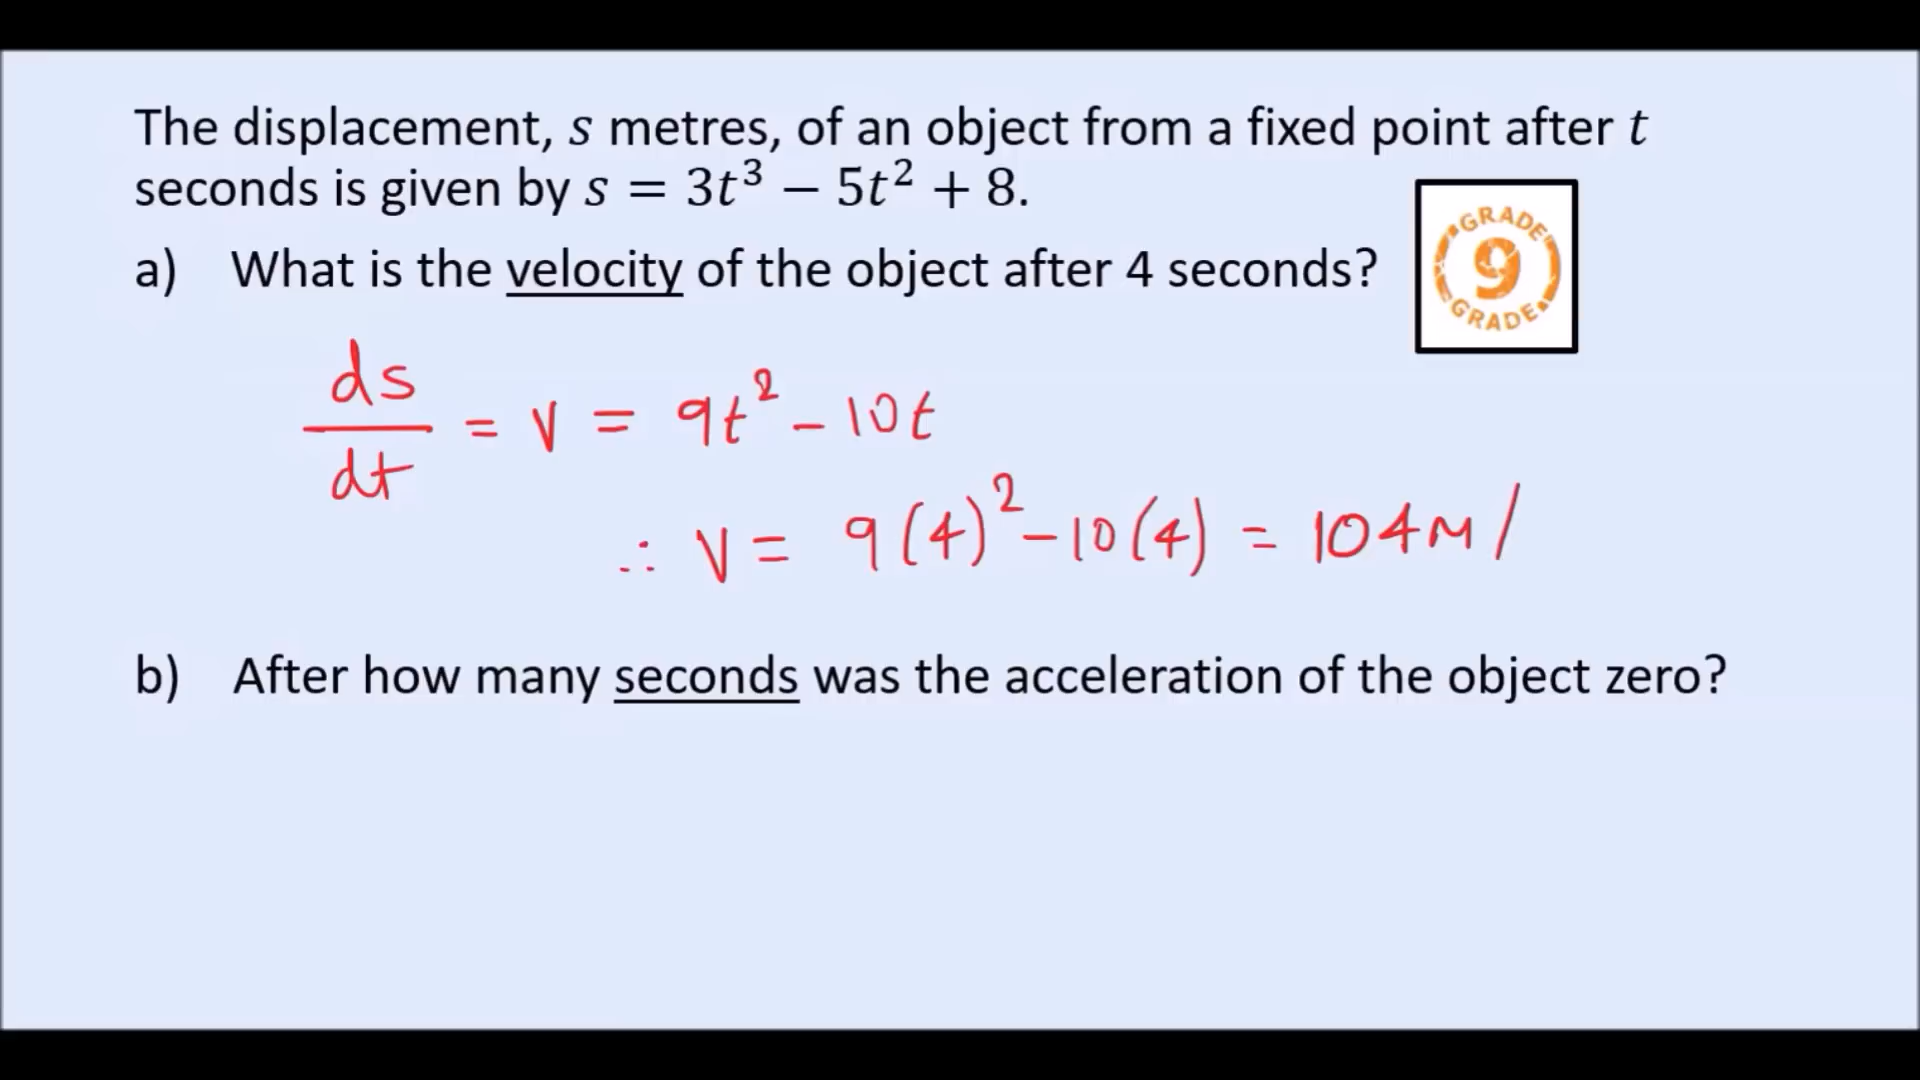 The displacement, s metres, of an object from a fixed point after t
seconds is given by s = 3t³ − 5t² + 8.
GRADE
9
GRADE
a) What is the velocity of the object after 4 seconds?
ds/dt = v = 9t² − 10t
∴ v = 9(4)² − 10(4) = 104m/
b) After how many seconds was the acceleration of the object zero?